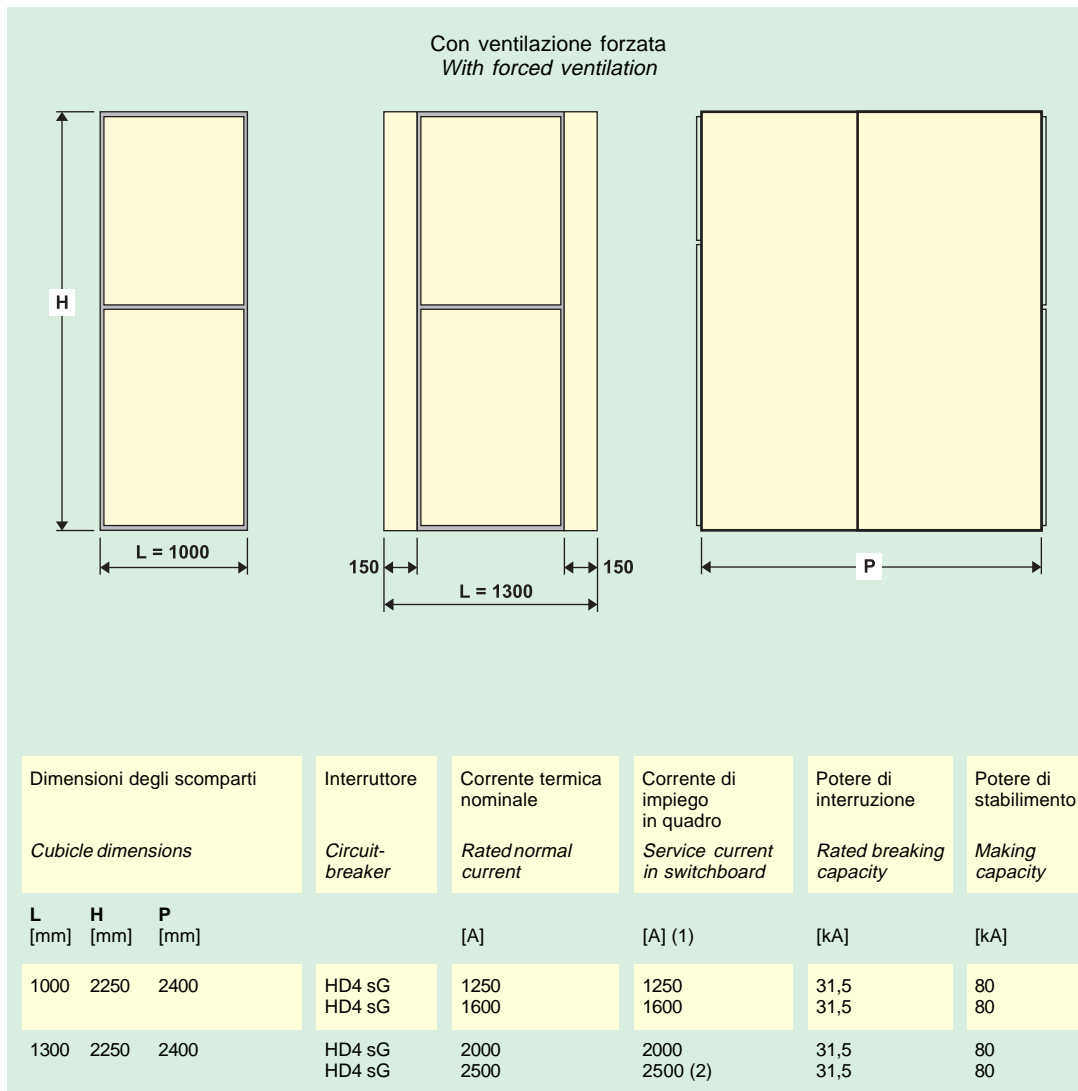 Con ventilazione forzata
With forced ventilation
H
L = 1000
150
150
L = 1300
P
Dimensioni degli scomparti
Cubicle dimensions
Interruttore
Circuit-
breaker
Corrente termica
nominale
Rated normal
current
Corrente di
impiego
in quadro
Service current
in switchboard
Potere di
interruzione
Rated breaking
capacity
Potere di
stabilimento
Making
capacity
L H P
[mm] [mm] [mm] [A] [A] (1) [kA] [kA]
1000 2250 2400 HD4 sG 1250 1250 31,5 80
HD4 sG 1600 1600 31,5 80
1300 2250 2400 HD4 sG 2000 2000 31,5 80
HD4 sG 2500 2500 (2) 31,5 80